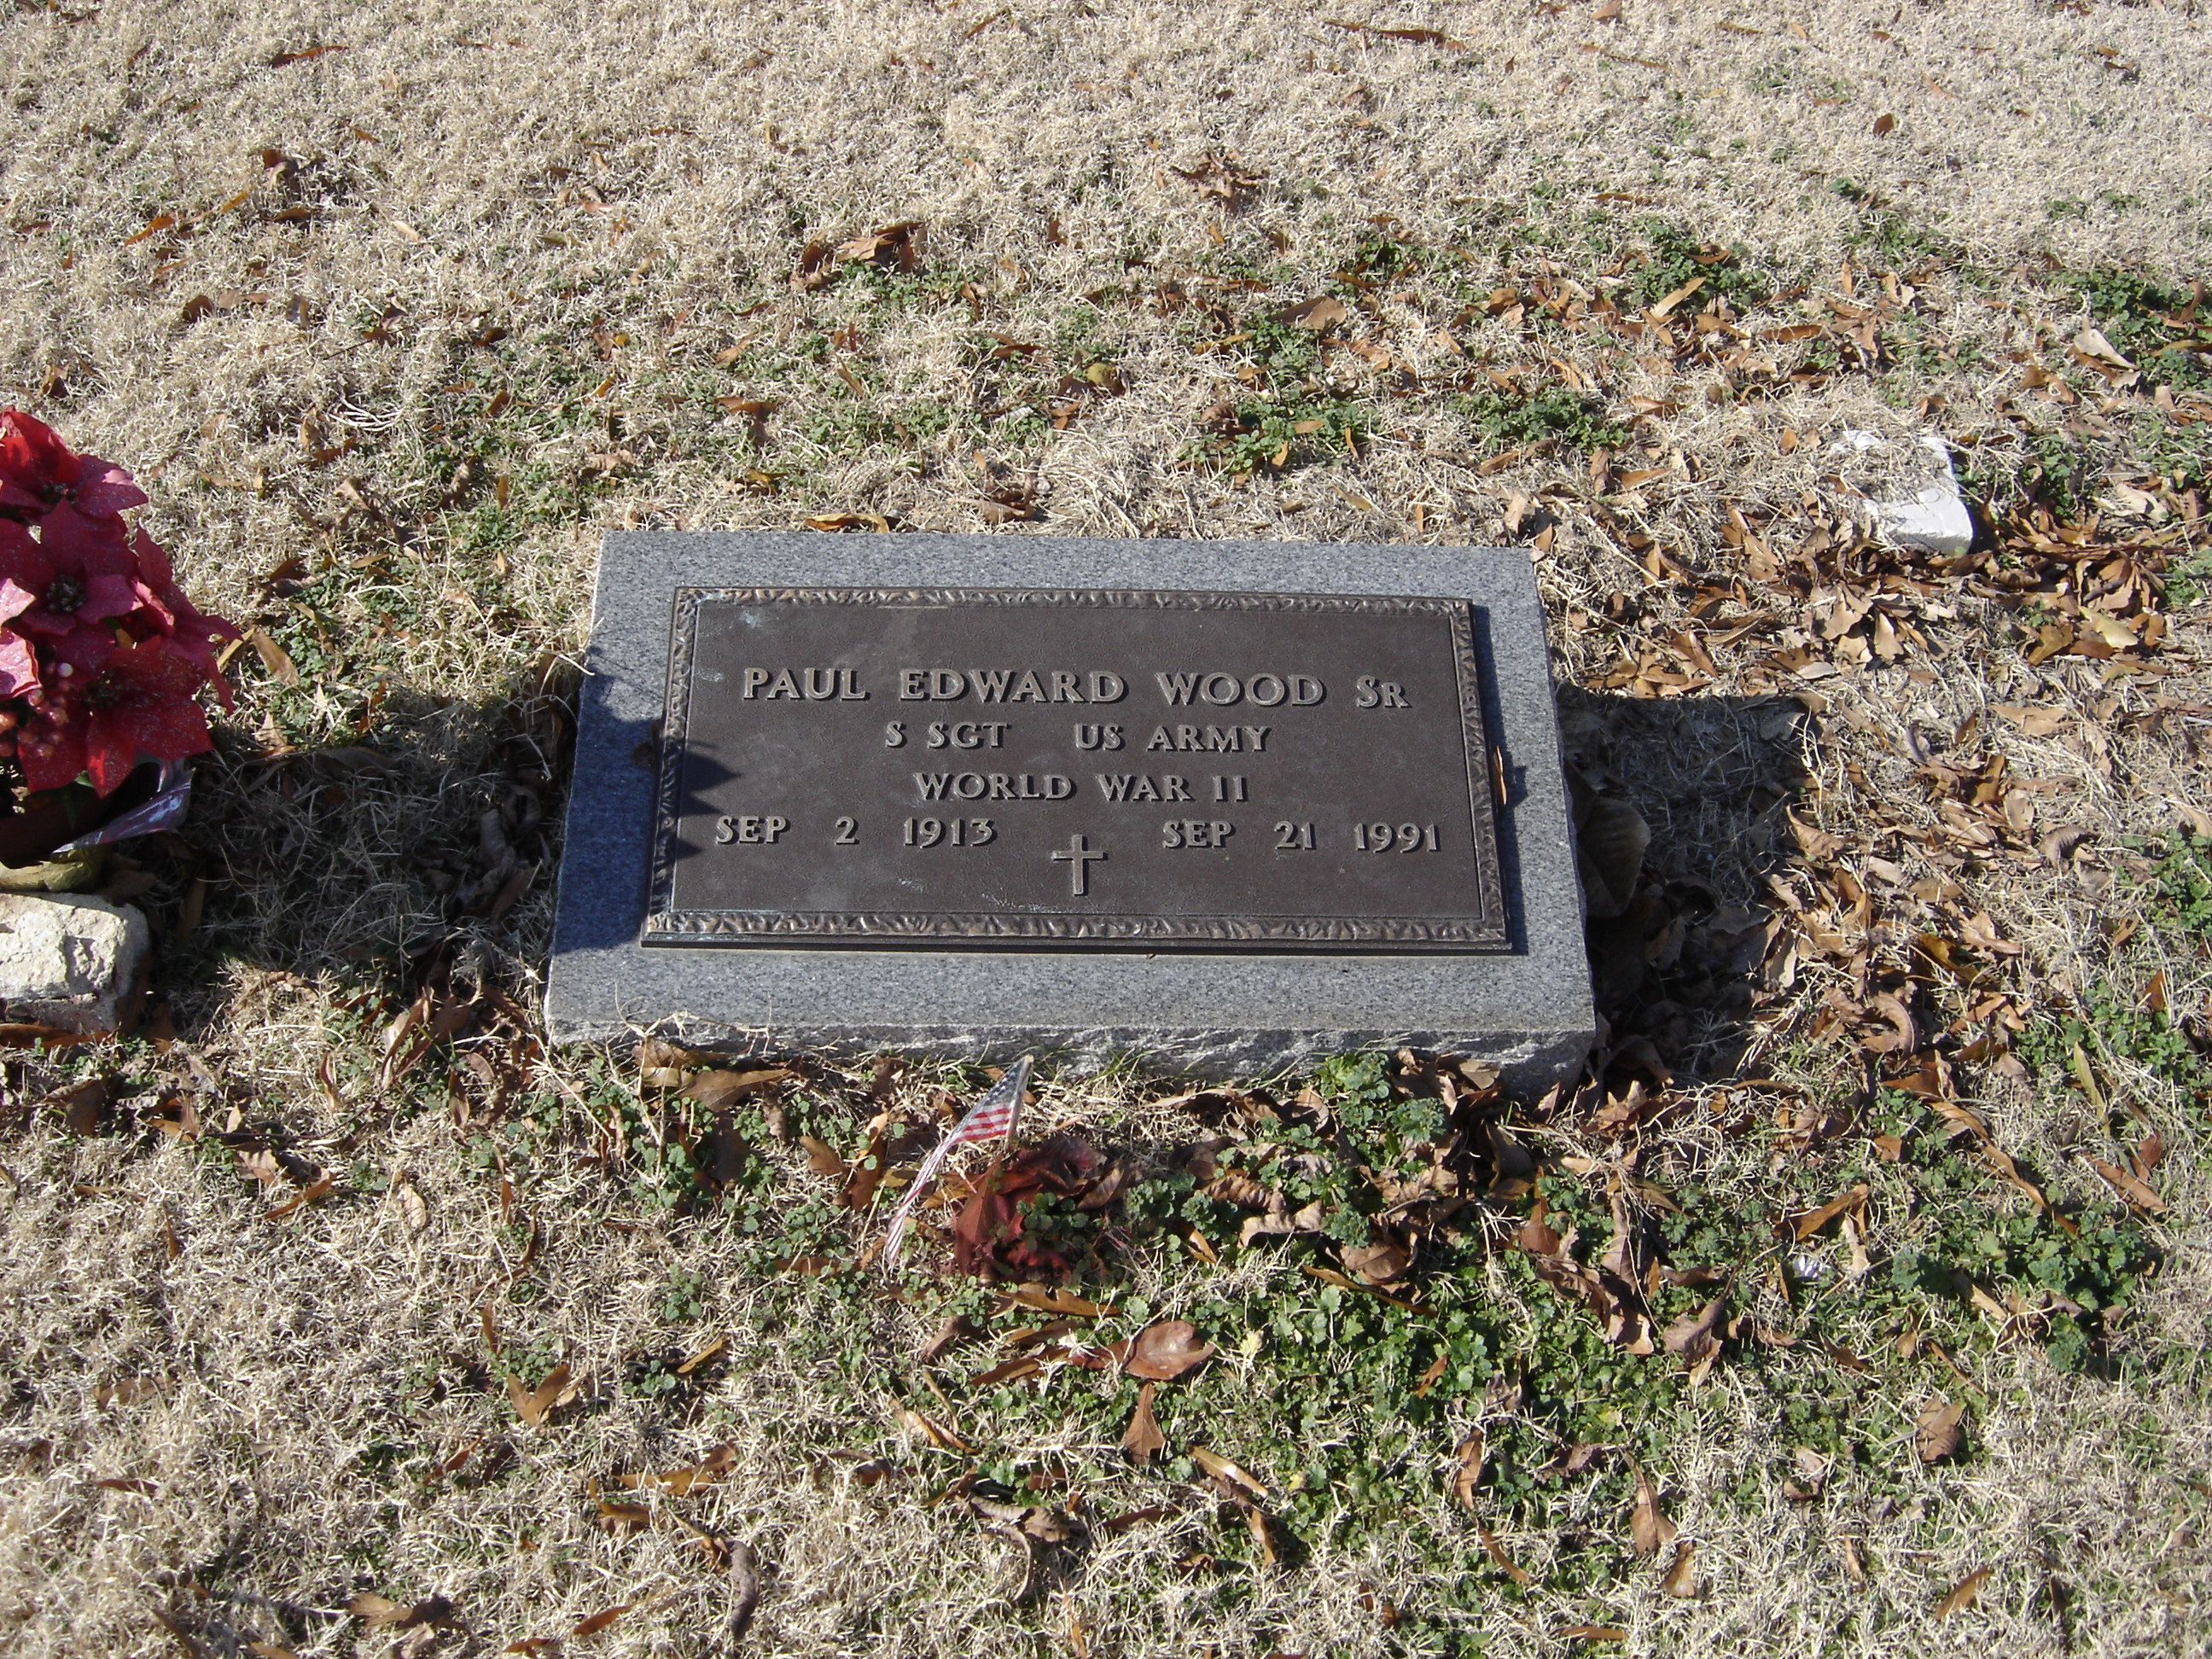 PAUL EDWARD WOOD SR
S SGT US ARMY
WORLD WAR II
SEP 2 1913 SEP 21 1991